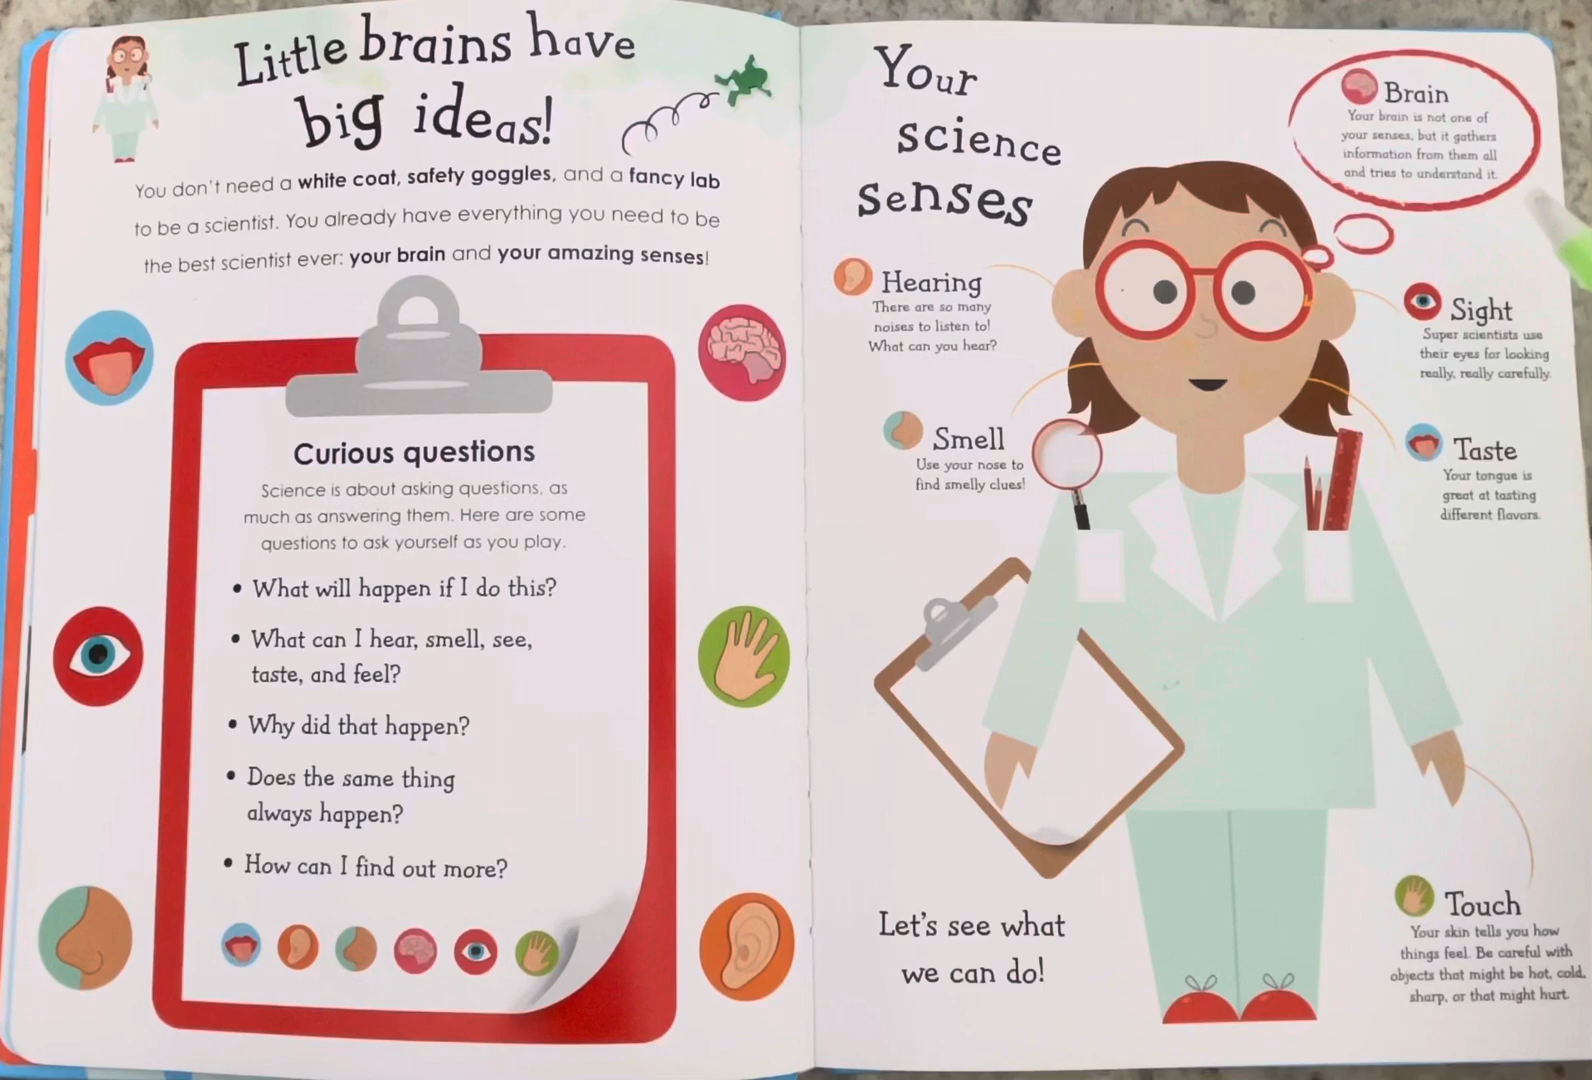 Little brains have
big ideas!
You don't need a white coat, safety goggles, and a fancy lab
to be a scientist. You already have everything you need to be
the best scientist ever: your brain and your amazing senses!
Curious questions
Science is about asking questions, as
much as answering them. Here are some
questions to ask yourself as you play.
• What will happen if I do this?
• What can I hear, smell, see,
taste, and feel?
• Why did that happen?
• Does the same thing
always happen?
• How can I find out more?
Your
science
senses
Brain
Your brain is not one of
your senses, but it gathers
information from them all
and tries to understand it.
Hearing
There are so many
noises to listen to!
What can you hear?
Sight
Super scientists use
their eyes for looking
really, really carefully.
Smell
Use your nose to
find smelly clues!
Taste
Your tongue is
great at tasting
different flavors.
Let's see what
we can do!
Touch
Your skin tells you how
things feel. Be careful with
objects that might be hot, cold,
sharp, or that might hurt.